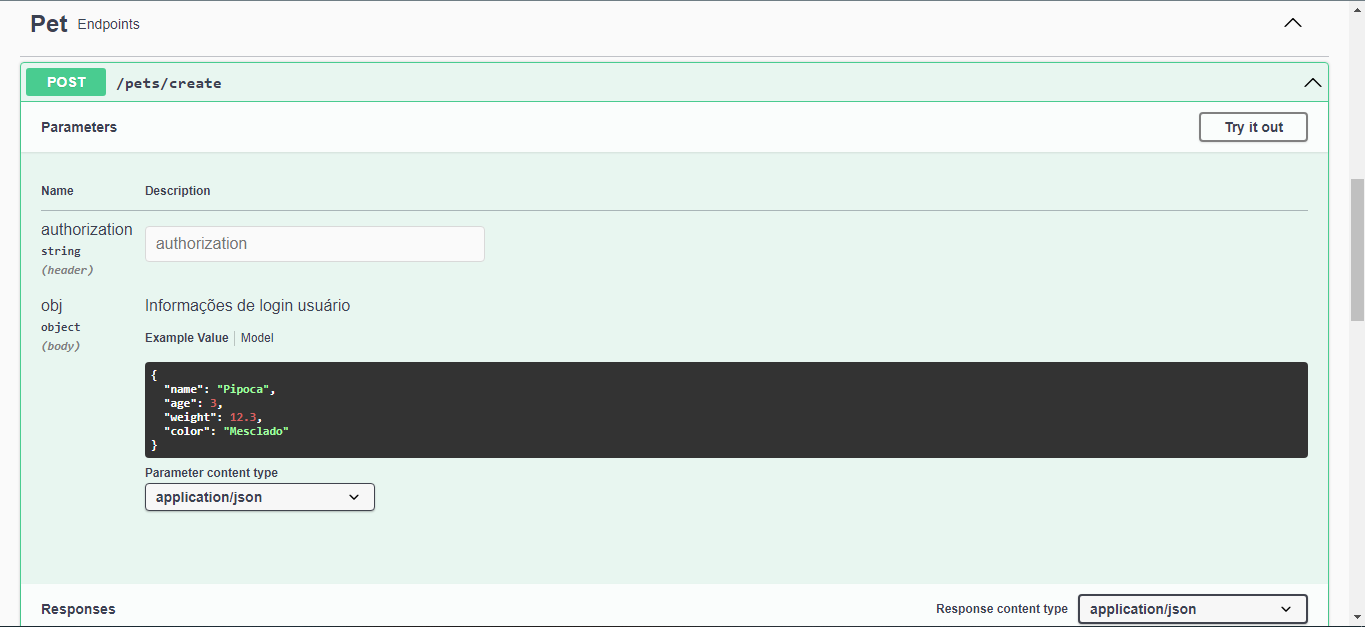 Pet Endpoints
POST /pets/create
Parameters Try it out
Name Description
authorization authorization
string
(header)
obj Informações de login usuário
object
(body)
Example Value Model
{
"name": "Pipoca",
"age": 3,
"weight": 12.3,
"color": "Mesclado"
}
Parameter content type
application/json
Responses Response content type application/json